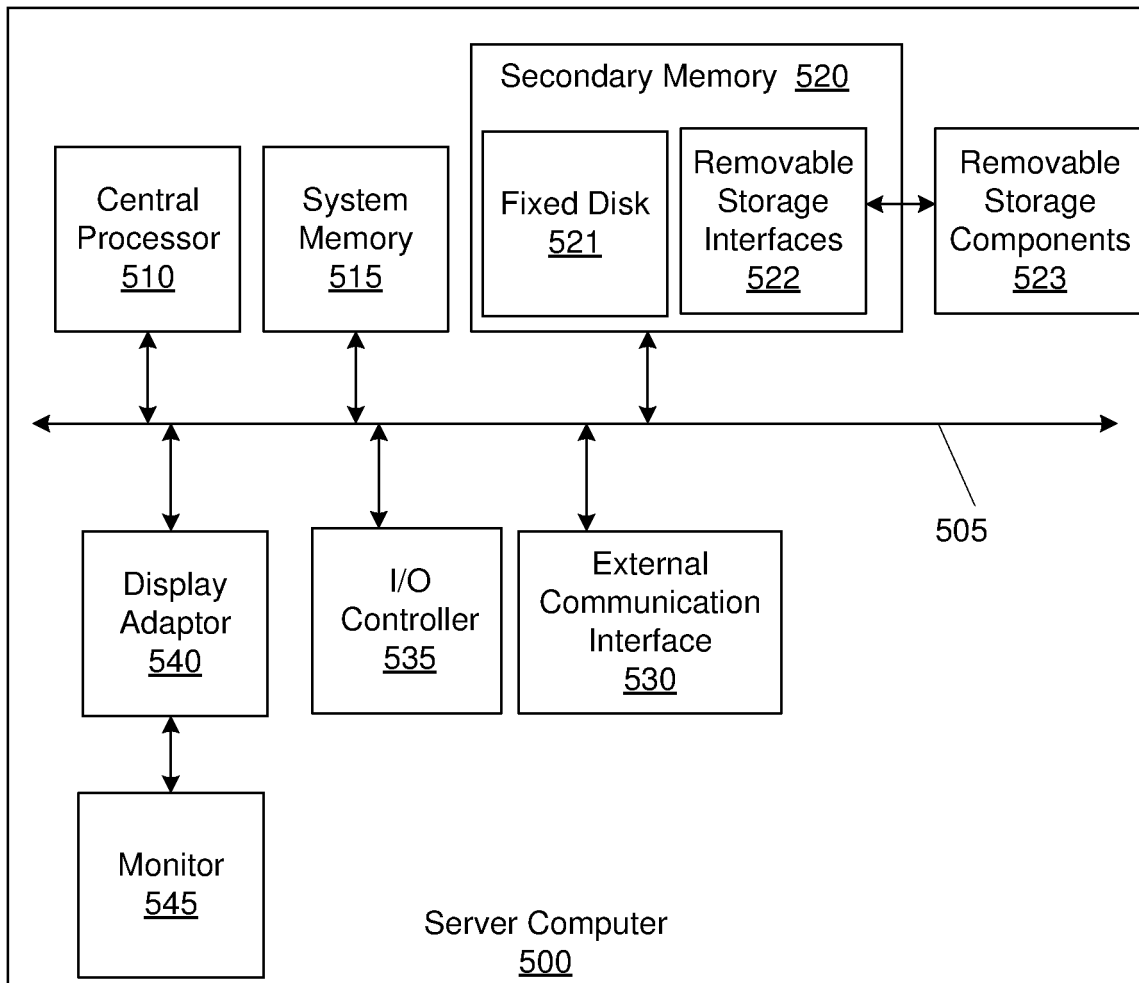 Secondary Memory 520
Central
Processor
510
System
Memory
515
Fixed Disk
521
Removable
Storage
Interfaces
522
Removable
Storage
Components
523
505
Display
Adaptor
540
I/O
Controller
535
External
Communication
Interface
530
Monitor
545
Server Computer
500